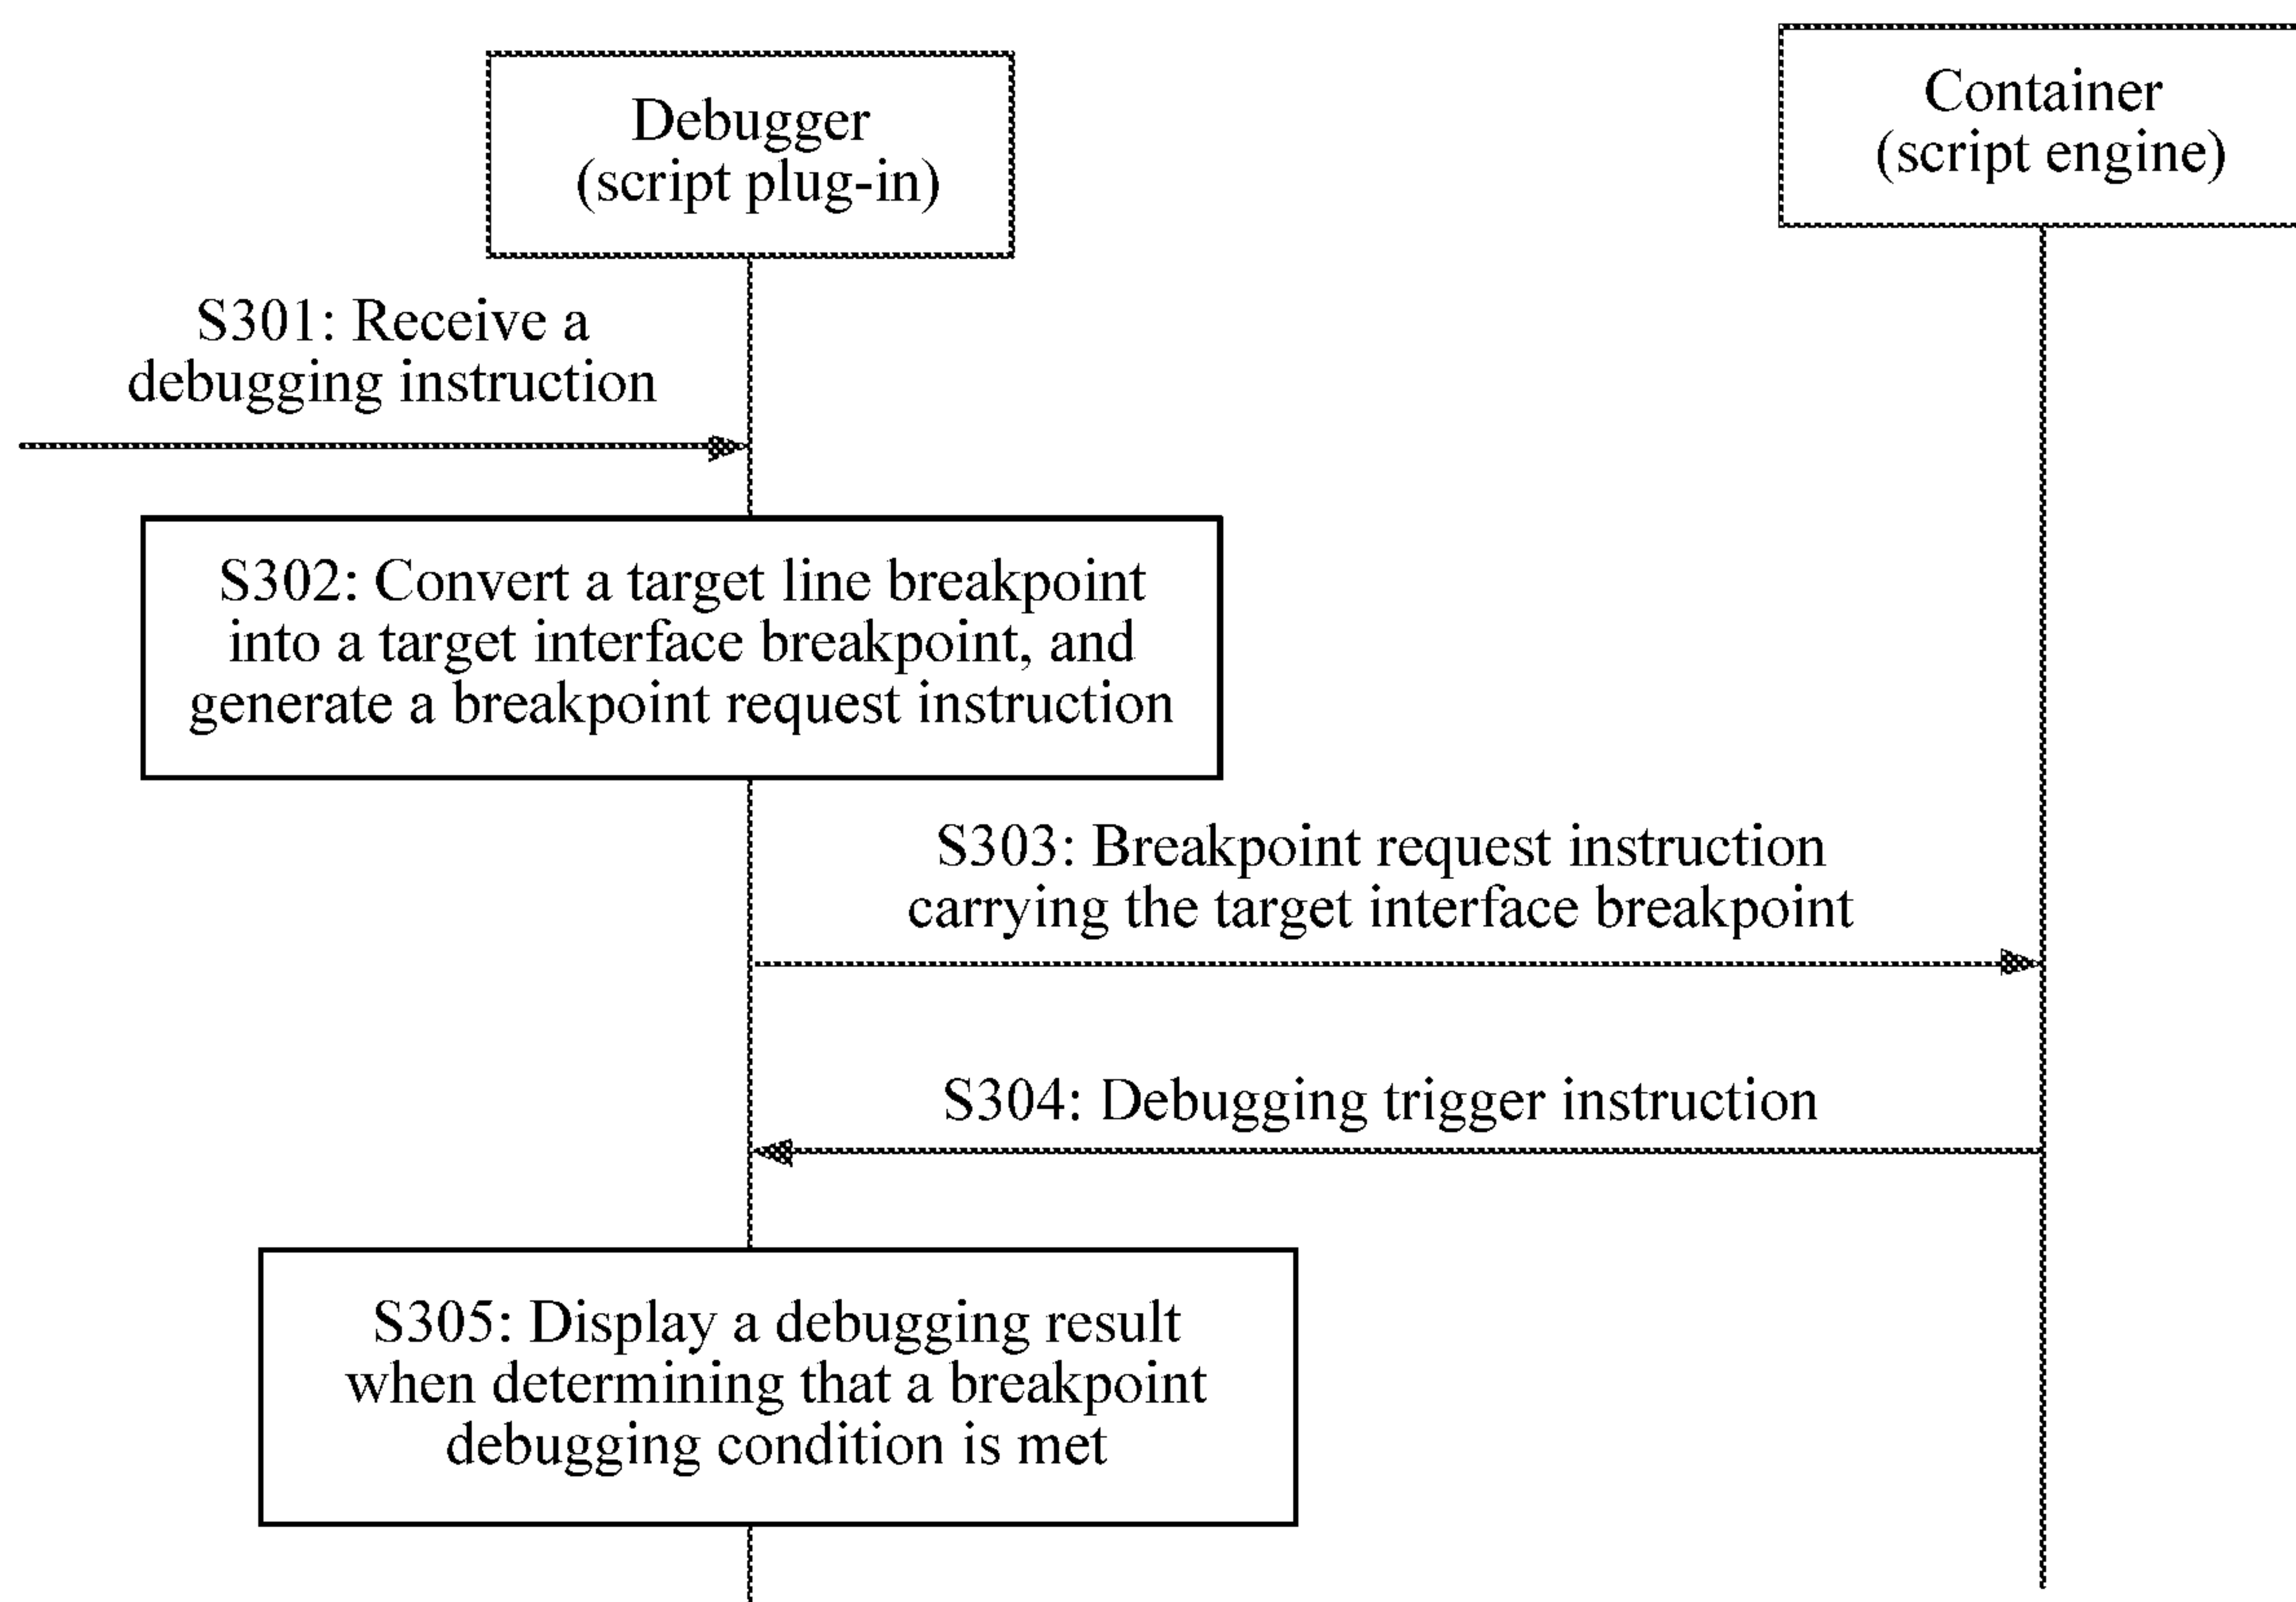 Debugger
(script plug-in)
Container
(script engine)
S301: Receive a
debugging instruction
S302: Convert a target line breakpoint
into a target interface breakpoint, and
generate a breakpoint request instruction
S303: Breakpoint request instruction
carrying the target interface breakpoint
S304: Debugging trigger instruction
S305: Display a debugging result
when determining that a breakpoint
debugging condition is met